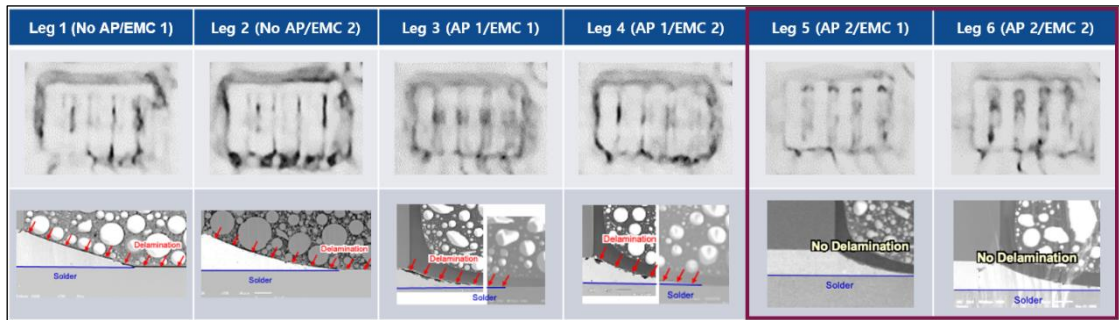 Leg 1 (No AP/EMC 1)
Leg 2 (No AP/EMC 2)
Leg 3 (AP 1/EMC 1)
Leg 4 (AP 1/EMC 2)
Leg 5 (AP 2/EMC 1)
Leg 6 (AP 2/EMC 2)
Delamination
Solder
Delamination
Solder
Delamination
Solder
Delamination
Solder
No Delamination
Solder
No Delamination
Solder